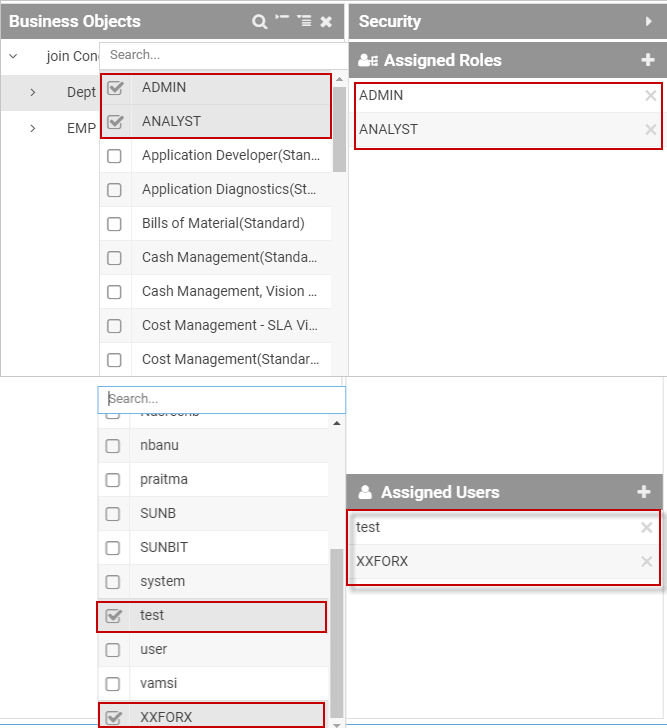 Business Objects
Security
join Con
Search...
Assigned Roles
Dept
ADMIN
ADMIN
EMP
ANALYST
ANALYST
Application Developer(Stan...
Application Diagnostics(St...
Bills of Material(Standard)
Cash Management(Standa...
Cash Management, Vision ...
Cost Management - SLA Vi...
Cost Management(Standar...
Search...
nbanu
praitma
SUNB
Assigned Users
SUNBIT
test
system
XXFORX
test
user
vamsi
XXFORX